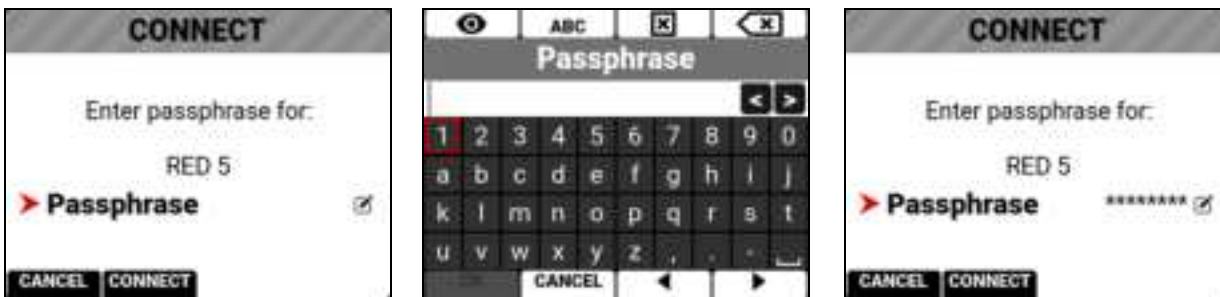 CONNECT
Enter passphrase for:
RED 5
Passphrase
CANCEL CONNECT
ABC
Passphrase
< >
1 2 3 4 5 6 7 8 9 0
a b c d e f g h i j
k l m n o p q r s t
u v w x y z , . -
CANCEL
CONNECT
Enter passphrase for:
RED 5
Passphrase ********
CANCEL CONNECT